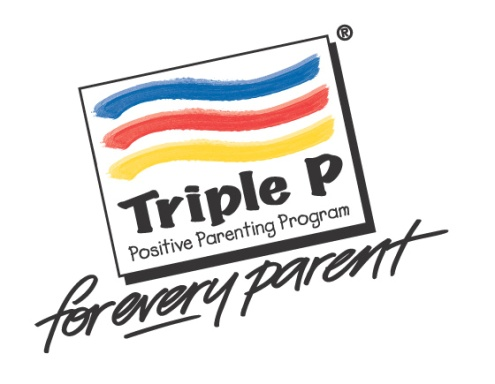 ®
Triple P
Positive Parenting Program
for every parent